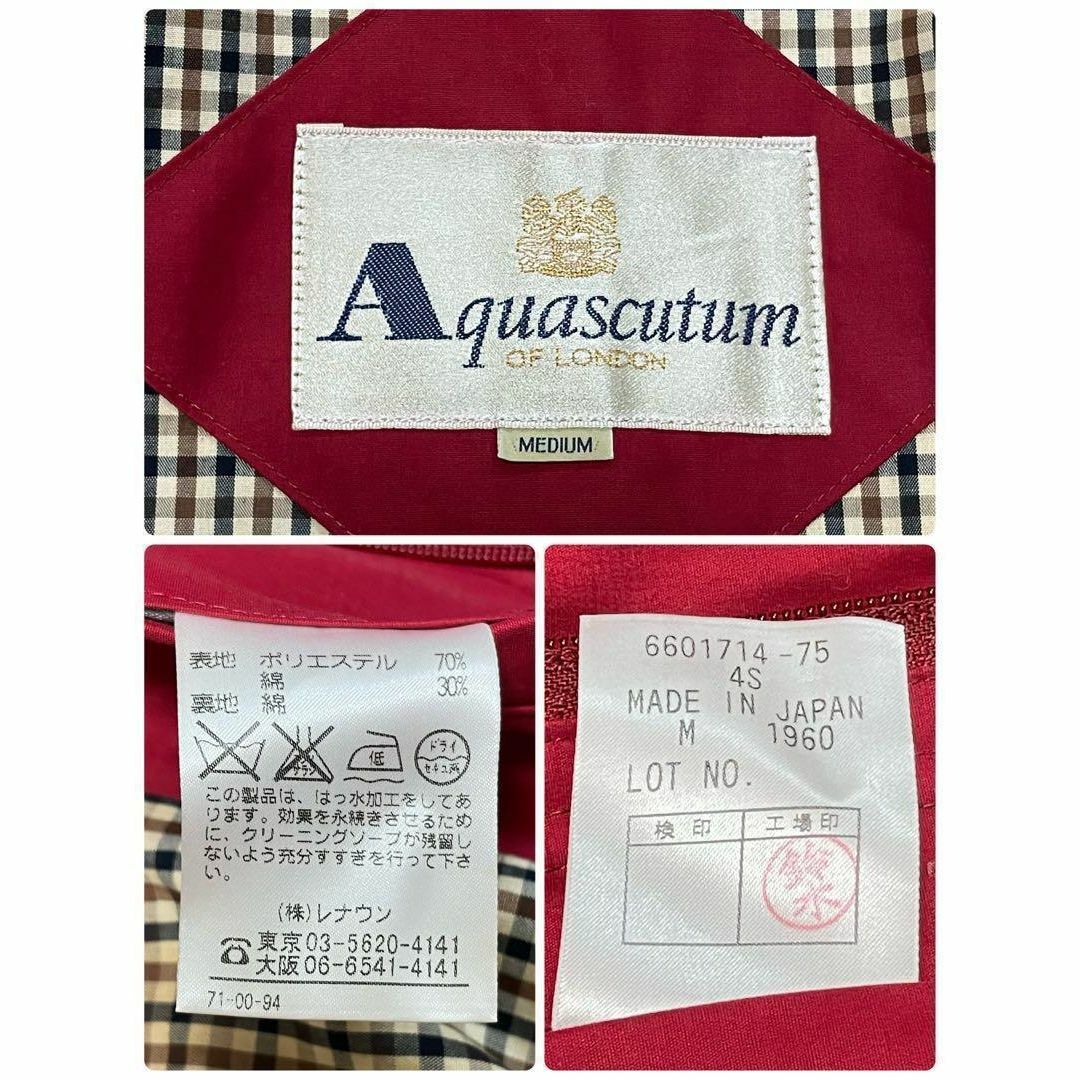 Aquascutum
OF LONDON
MEDIUM
表地 ポリエステル 70%
綿 30%
裏地 綿
低
ドライ
セキユ系
この製品は、はっ水加工をしてあ
ります。効果を永続きさせるため
に、クリーニングソープが残留し
ないよう充分すすぎを行って下さ
い。
(株)レナウン
☎東京03-5620-4141
大阪06-6541-4141
71-00-94
6601714-75
4S
MADE IN JAPAN
M 1960
LOT NO.
検印 工場印